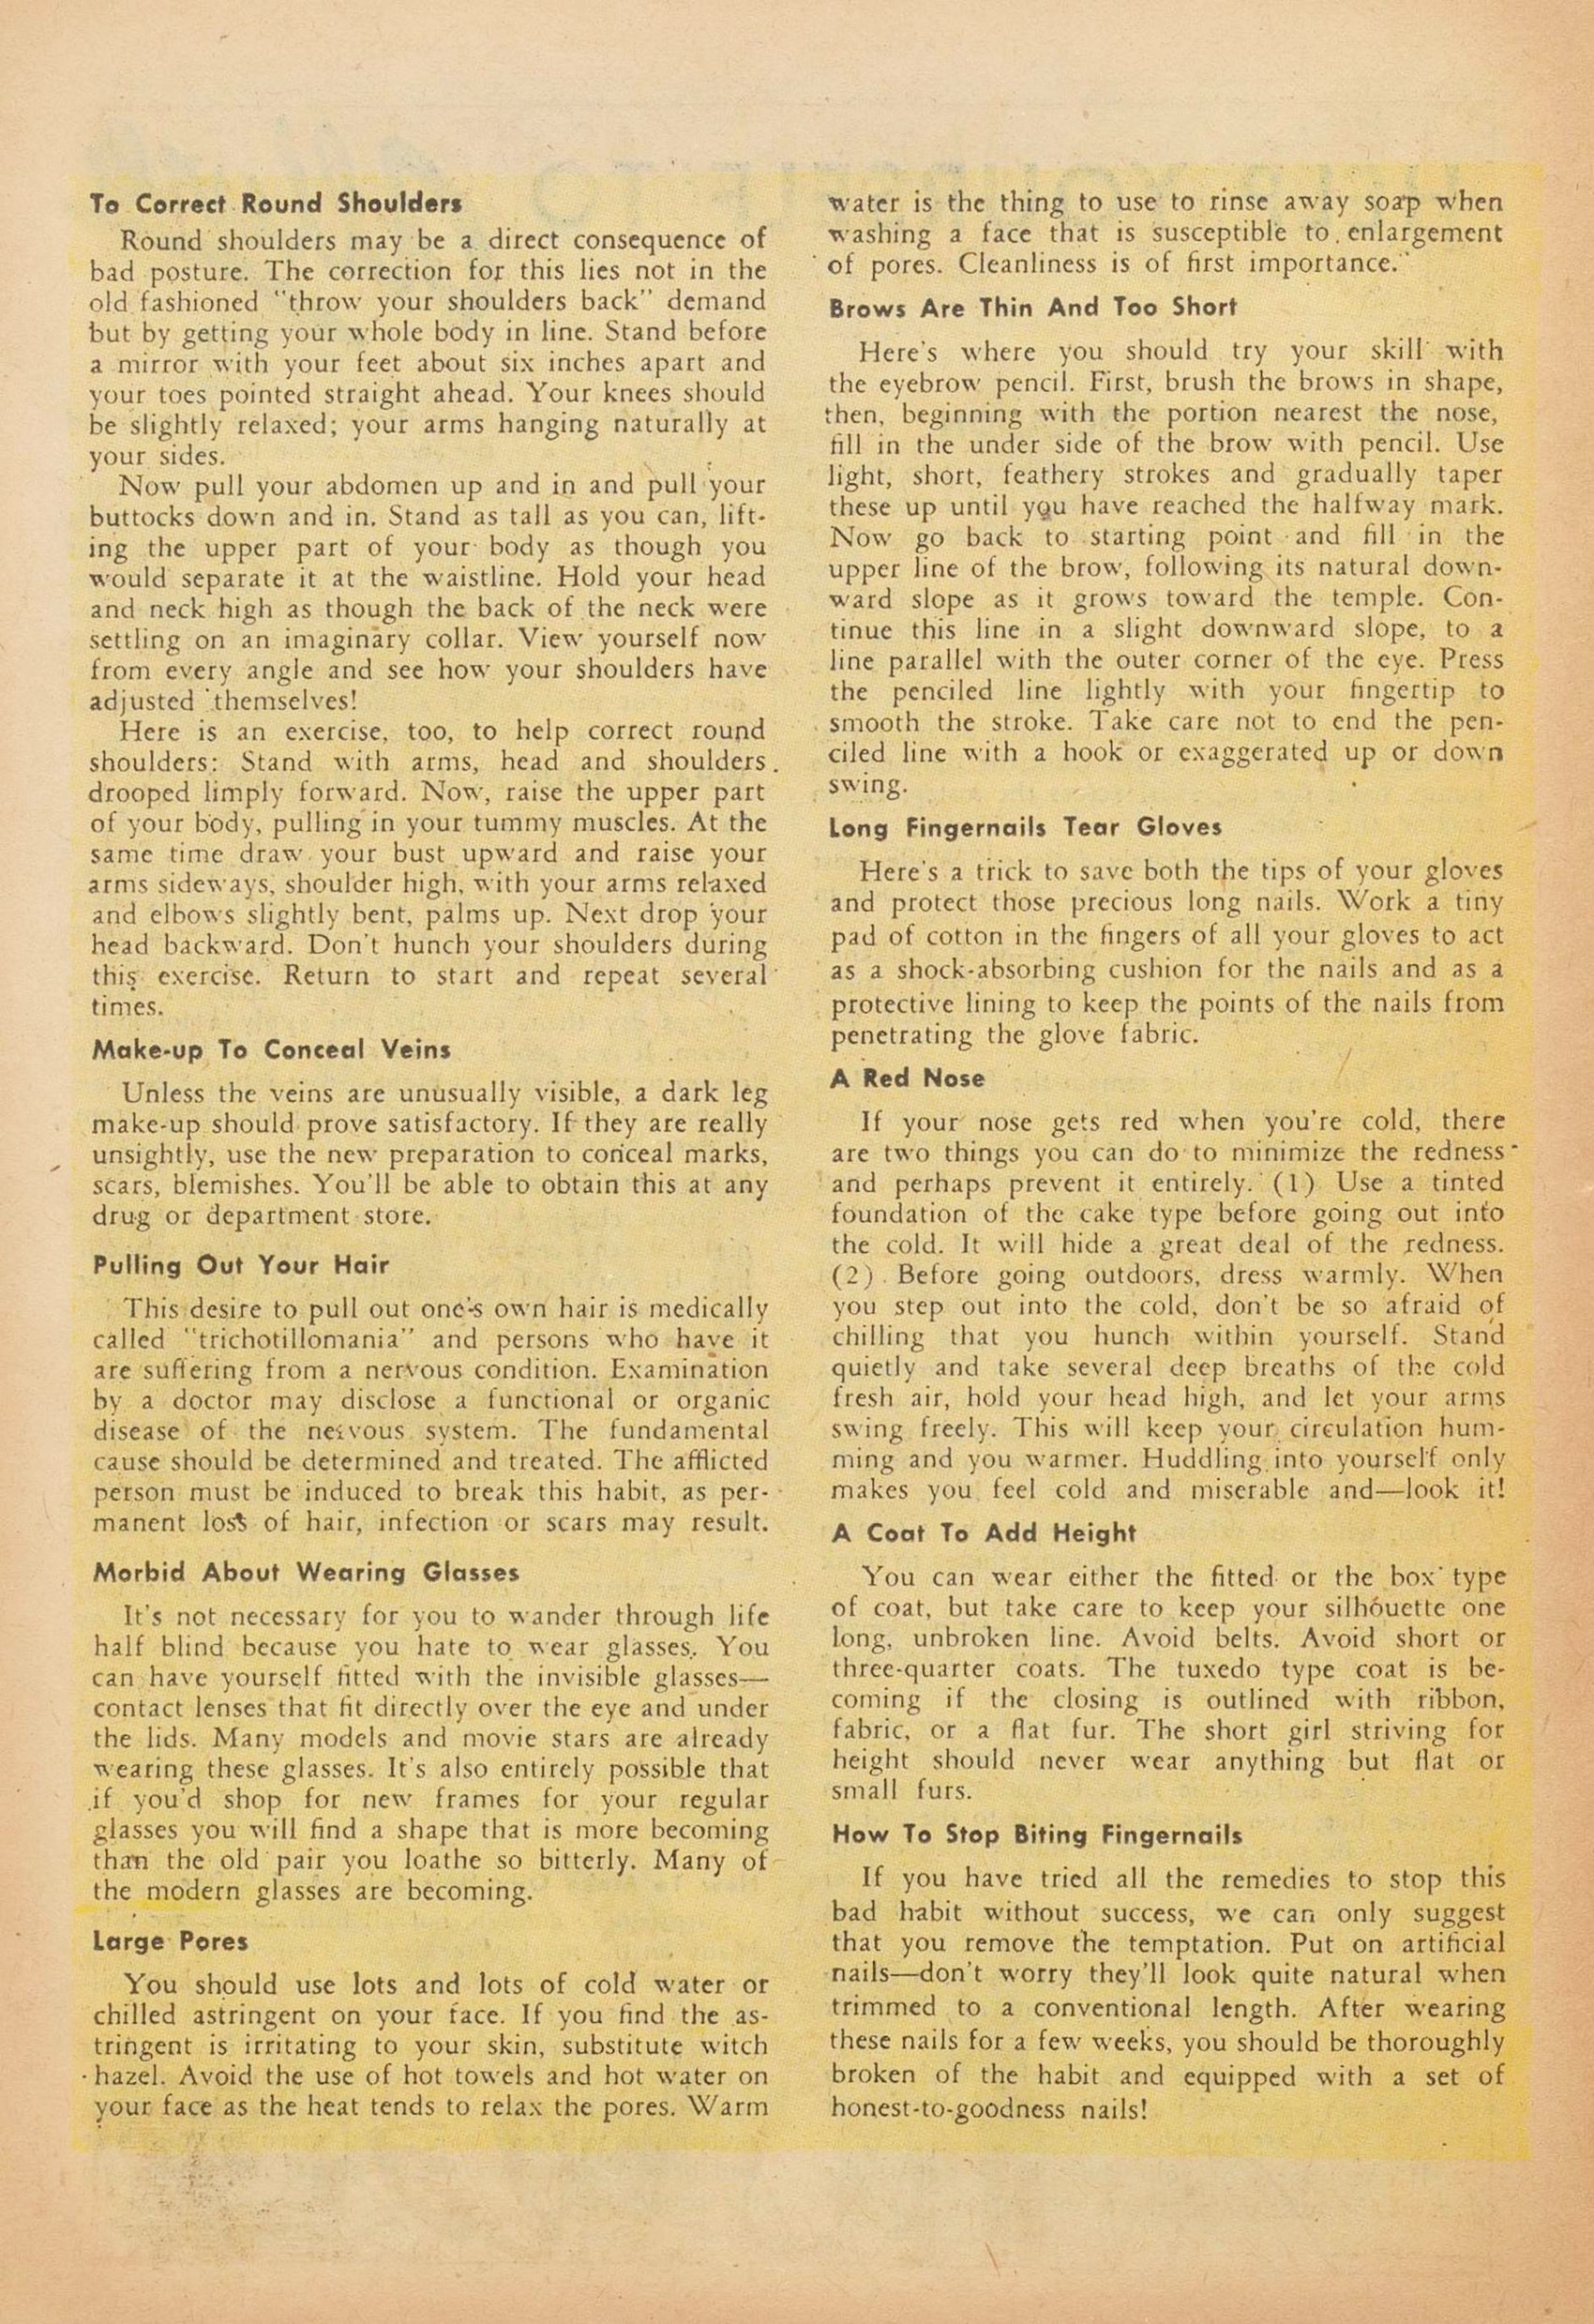 To Correct Round Shoulders
Round shoulders may be a direct consequence of
bad posture. The correction for this lies not in the
old fashioned "throw your shoulders back" demand
but by getting your whole body in line. Stand before
a mirror with your feet about six inches apart and
your toes pointed straight ahead. Your knees should
be slightly relaxed; your arms hanging naturally at
your sides.
Now pull your abdomen up and in and pull your
buttocks down and in. Stand as tall as you can, lift-
ing the upper part of your body as though you
would separate it at the waistline. Hold your head
and neck high as though the back of the neck were
settling on an imaginary collar. View yourself now
from every angle and see how your shoulders have
adjusted themselves!
Here is an exercise, too, to help correct round
shoulders: Stand with arms, head and shoulders
drooped limply forward. Now, raise the upper part
of your body, pulling in your tummy muscles. At the
same time draw your bust upward and raise your
arms sideways, shoulder high, with your arms relaxed
and elbows slightly bent, palms up. Next drop your
head backward. Don't hunch your shoulders during
this exercise. Return to start and repeat several
times.
Make-up To Conceal Veins
Unless the veins are unusually visible, a dark leg
make-up should prove satisfactory. If they are really
unsightly, use the new preparation to conceal marks,
scars, blemishes. You'll be able to obtain this at any
drug or department store.
Pulling Out Your Hair
This desire to pull out one's own hair is medically
called "trichotillomania" and persons who have it
are suffering from a nervous condition. Examination
by a doctor may disclose a functional or organic
disease of the nervous system. The fundamental
cause should be determined and treated. The afflicted
person must be induced to break this habit, as per-
manent loss of hair, infection or scars may result.
Morbid About Wearing Glasses
It's not necessary for you to wander through life
half blind because you hate to wear glasses. You
can have yourself fitted with the invisible glasses—
contact lenses that fit directly over the eye and under
the lids. Many models and movie stars are already
wearing these glasses. It's also entirely possible that
if you'd shop for new frames for your regular
glasses you will find a shape that is more becoming
than the old pair you loathe so bitterly. Many of
the modern glasses are becoming.
Large Pores
You should use lots and lots of cold water or
chilled astringent on your face. If you find the as-
tringent is irritating to your skin, substitute witch
hazel. Avoid the use of hot towels and hot water on
your face as the heat tends to relax the pores. Warm
water is the thing to use to rinse away soap when
washing a face that is susceptible to enlargement
of pores. Cleanliness is of first importance."
Brows Are Thin And Too Short
Here's where you should try your skill with
the eyebrow pencil. First, brush the brows in shape,
then, beginning with the portion nearest the nose,
fill in the under side of the brow with pencil. Use
light, short, feathery strokes and gradually taper
these up until you have reached the halfway mark.
Now go back to starting point and fill in the
upper line of the brow, following its natural down-
ward slope as it grows toward the temple. Con-
tinue this line in a slight downward slope, to a
line parallel with the outer corner of the eye. Press
the penciled line lightly with your fingertip to
smooth the stroke. Take care not to end the pen-
ciled line with a hook or exaggerated up or down
swing.
Long Fingernails Tear Gloves
Here's a trick to save both the tips of your gloves
and protect those precious long nails. Work a tiny
pad of cotton in the fingers of all your gloves to act
as a shock-absorbing cushion for the nails and as a
protective lining to keep the points of the nails from
penetrating the glove fabric.
A Red Nose
If your nose gets red when you're cold, there
are two things you can do to minimize the redness
and perhaps prevent it entirely. (1) Use a tinted
foundation of the cake type before going out into
the cold. It will hide a great deal of the redness.
(2) Before going outdoors, dress warmly. When
you step out into the cold, don't be so afraid of
chilling that you hunch within yourself. Stand
quietly and take several deep breaths of the cold
fresh air, hold your head high, and let your arms
swing freely. This will keep your circulation hum-
ming and you warmer. Huddling into yourself only
makes you feel cold and miserable and—look it!
A Coat To Add Height
You can wear either the fitted or the box type
of coat, but take care to keep your silhouette one
long, unbroken line. Avoid belts. Avoid short or
three-quarter coats. The tuxedo type coat is be-
coming if the closing is outlined with ribbon,
fabric, or a flat fur. The short girl striving for
height should never wear anything but flat or
small furs.
How To Stop Biting Fingernails
If you have tried all the remedies to stop this
bad habit without success, we can only suggest
that you remove the temptation. Put on artificial
nails—don't worry they'll look quite natural when
trimmed to a conventional length. After wearing
these nails for a few weeks, you should be thoroughly
broken of the habit and equipped with a set of
honest-to-goodness nails!